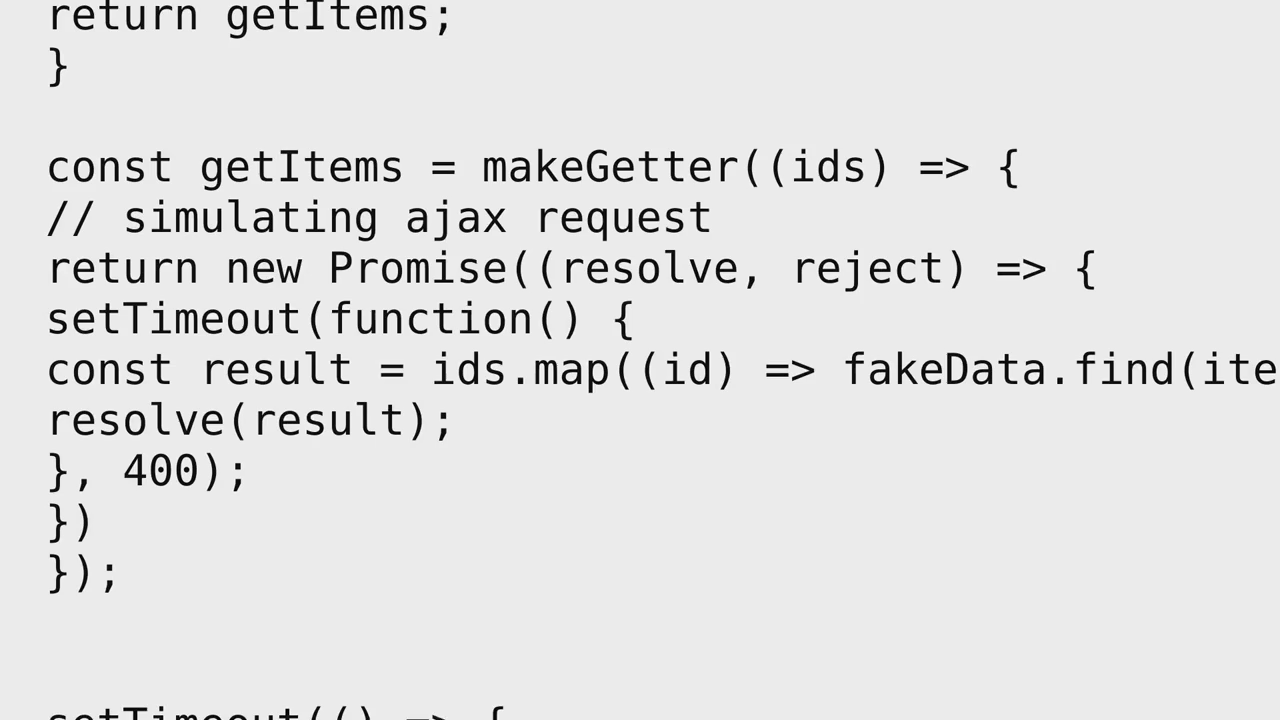 return getItems;
}
const getItems = makeGetter((ids) => {
// simulating ajax request
return new Promise((resolve, reject) => {
setTimeout(function() {
const result = ids.map((id) => fakeData.find(ite
resolve(result);
}, 400);
})
});
setTimeout(() => {